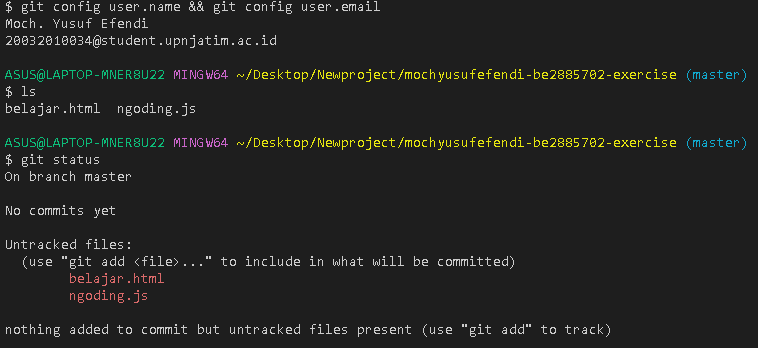 $ git config user.name && git config user.email
Moch. Yusuf Efendi
20032010034@student.upnjatim.ac.id
ASUS@LAPTOP-MNER8U22 MINGW64 ~/Desktop/Newproject/mochyusufefendi-be2885702-exercise (master)
$ ls
belajar.html  ngoding.js
ASUS@LAPTOP-MNER8U22 MINGW64 ~/Desktop/Newproject/mochyusufefendi-be2885702-exercise (master)
$ git status
On branch master
No commits yet
Untracked files:
  (use "git add <file>..." to include in what will be committed)
        belajar.html
        ngoding.js
nothing added to commit but untracked files present (use "git add" to track)